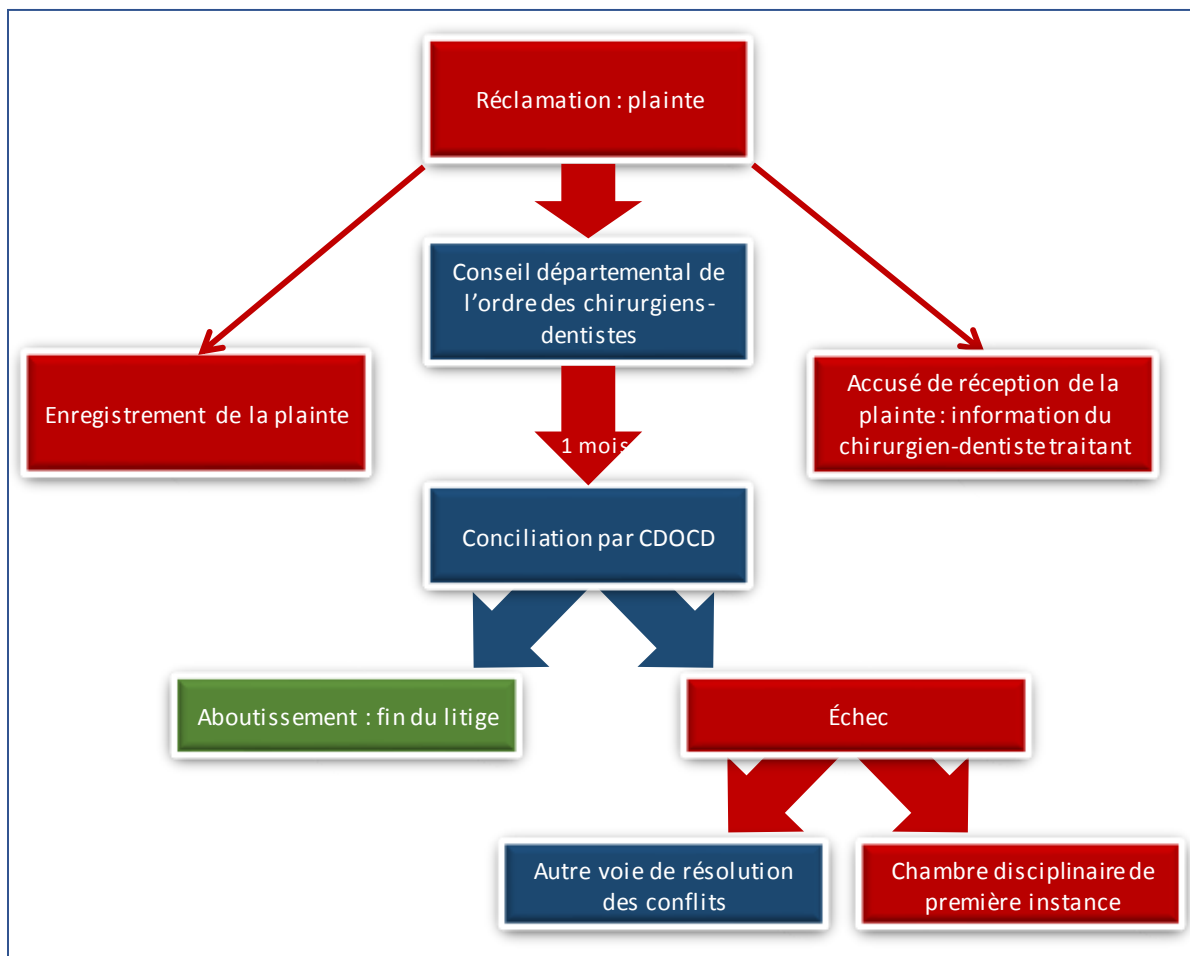 Réclamation : plainte
Conseil départemental de
l’ordre des chirurgiens-
dentistes
Enregistrement de la plainte
Accusé de réception de la
plainte : information du
chirurgien-dentiste traitant
1 mois
Conciliation par CDOCD
Aboutissement : fin du litige
Échec
Autre voie de résolution
des conflits
Chambre disciplinaire de
première instance